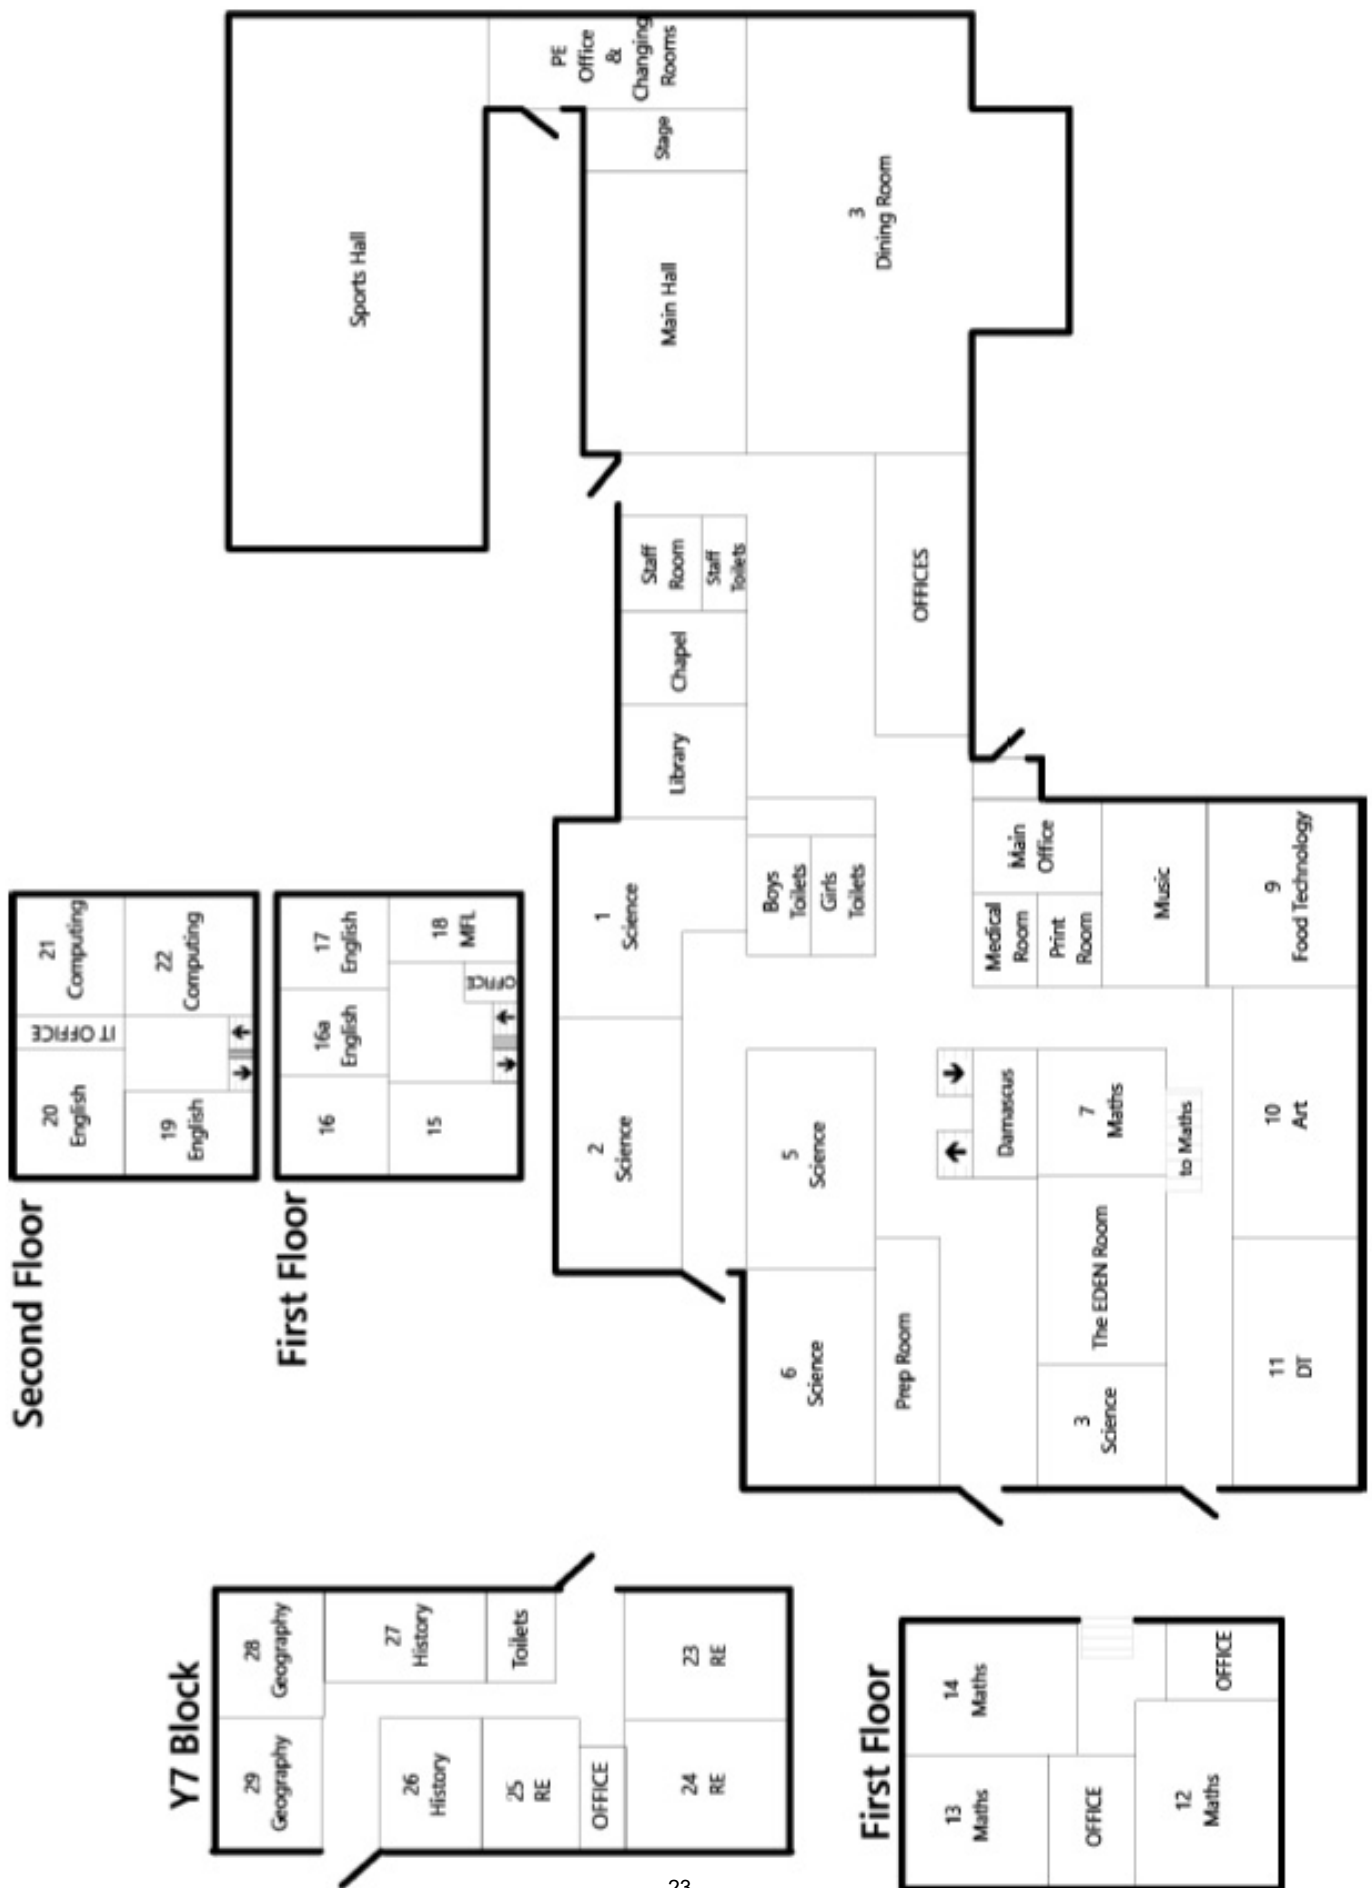 Second Floor
21
Computing
22
Computing
IT OFFICE
20
English
19
English
First Floor
17
English
18
MFL
OFFICE
16a
English
16
15
Sports Hall
PE
Office
&
Changing
Rooms
Stage
Main Hall
3
Dining Room
Staff
Room
Staff
Toilets
Chapel
Library
OFFICES
1
Science
2
Science
Boys
Toilets
Girls
Toilets
Main
Office
Medical
Room
Print
Room
Music
9
Food Technology
5
Science
6
Science
Prep Room
Damascus
7
Maths
to Maths
The EDEN Room
3
Science
10
Art
11
DT
Y7 Block
28
Geography
29
Geography
27
History
26
History
Toilets
25
RE
OFFICE
23
RE
24
RE
First Floor
14
Maths
13
Maths
OFFICE
OFFICE
12
Maths
23